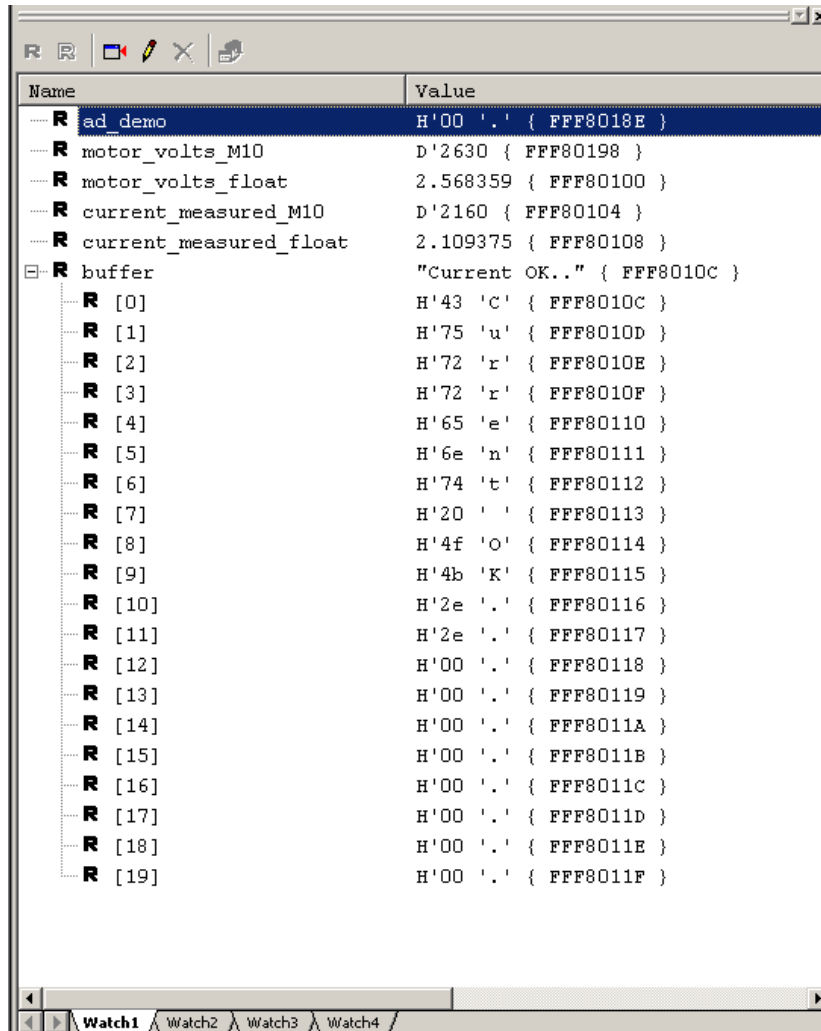 Name Value
R ad_demo H'00 '.' { FFF8018E }
R motor_volts_M10 D'2630 { FFF80198 }
R motor_volts_float 2.568359 { FFF80100 }
R current_measured_M10 D'2160 { FFF80104 }
R current_measured_float 2.109375 { FFF80108 }
R buffer "Current OK.." { FFF8010C }
R [0] H'43 'C' { FFF8010C }
R [1] H'75 'u' { FFF8010D }
R [2] H'72 'r' { FFF8010E }
R [3] H'72 'r' { FFF8010F }
R [4] H'65 'e' { FFF80110 }
R [5] H'6e 'n' { FFF80111 }
R [6] H'74 't' { FFF80112 }
R [7] H'20 ' ' { FFF80113 }
R [8] H'4f 'O' { FFF80114 }
R [9] H'4b 'K' { FFF80115 }
R [10] H'2e '.' { FFF80116 }
R [11] H'2e '.' { FFF80117 }
R [12] H'00 '.' { FFF80118 }
R [13] H'00 '.' { FFF80119 }
R [14] H'00 '.' { FFF8011A }
R [15] H'00 '.' { FFF8011B }
R [16] H'00 '.' { FFF8011C }
R [17] H'00 '.' { FFF8011D }
R [18] H'00 '.' { FFF8011E }
R [19] H'00 '.' { FFF8011F }
Watch1 Watch2 Watch3 Watch4